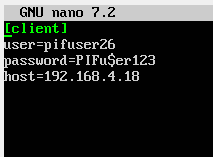 GNU nano 7.2
[client]
user=pifuser26
password=PIFu$er123
host=192.168.4.18